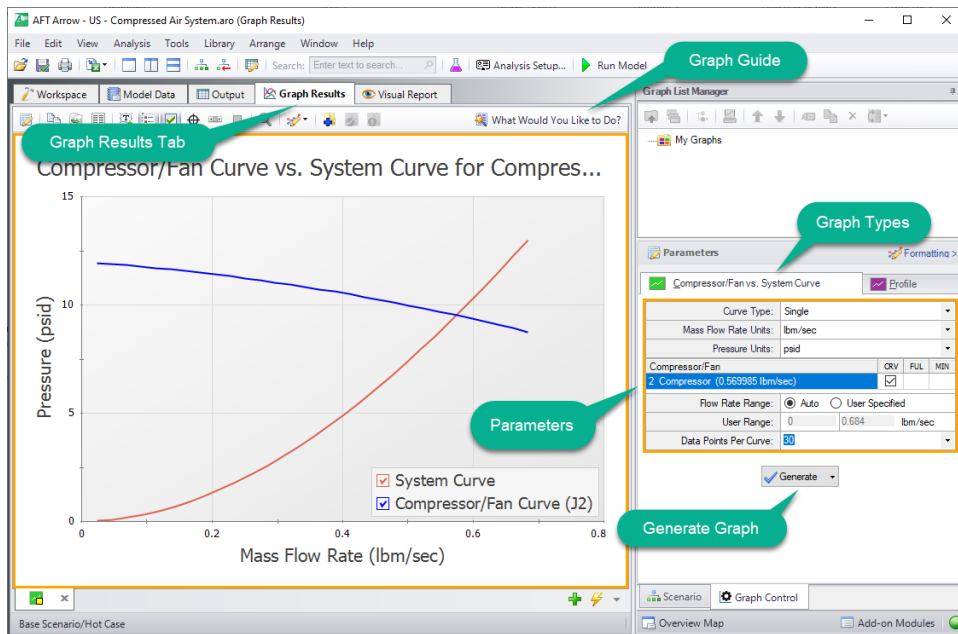 AFT Arrow - US - Compressed Air System.aro (Graph Results)
File Edit View Analysis Tools Library Arrange Window Help
Search: Enter text to search... Analysis Setup... Run Model
Graph Guide
Workspace Model Data Output Graph Results Visual Report
What Would You Like to Do?
Graph Results Tab
Compressor/Fan Curve vs. System Curve for Compres...
15
10
5
0
Pressure (psid)
0 0.2 0.4 0.6 0.8
Mass Flow Rate (lbm/sec)
System Curve
Compressor/Fan Curve (J2)
Base Scenario/Hot Case
Graph List Manager
My Graphs
Graph Types
Parameters Formatting >
Compressor/Fan vs. System Curve Profile
Curve Type: Single
Mass Flow Rate Units: lbm/sec
Pressure Units: psid
Compressor/Fan CRV FUL MIN
2 Compressor (0.569985 lbm/sec)
Flow Rate Range: Auto User Specified
User Range: 0 0.684 lbm/sec
Data Points Per Curve: 30
Parameters
Generate
Generate Graph
Scenario Graph Control
Overview Map Add-on Modules